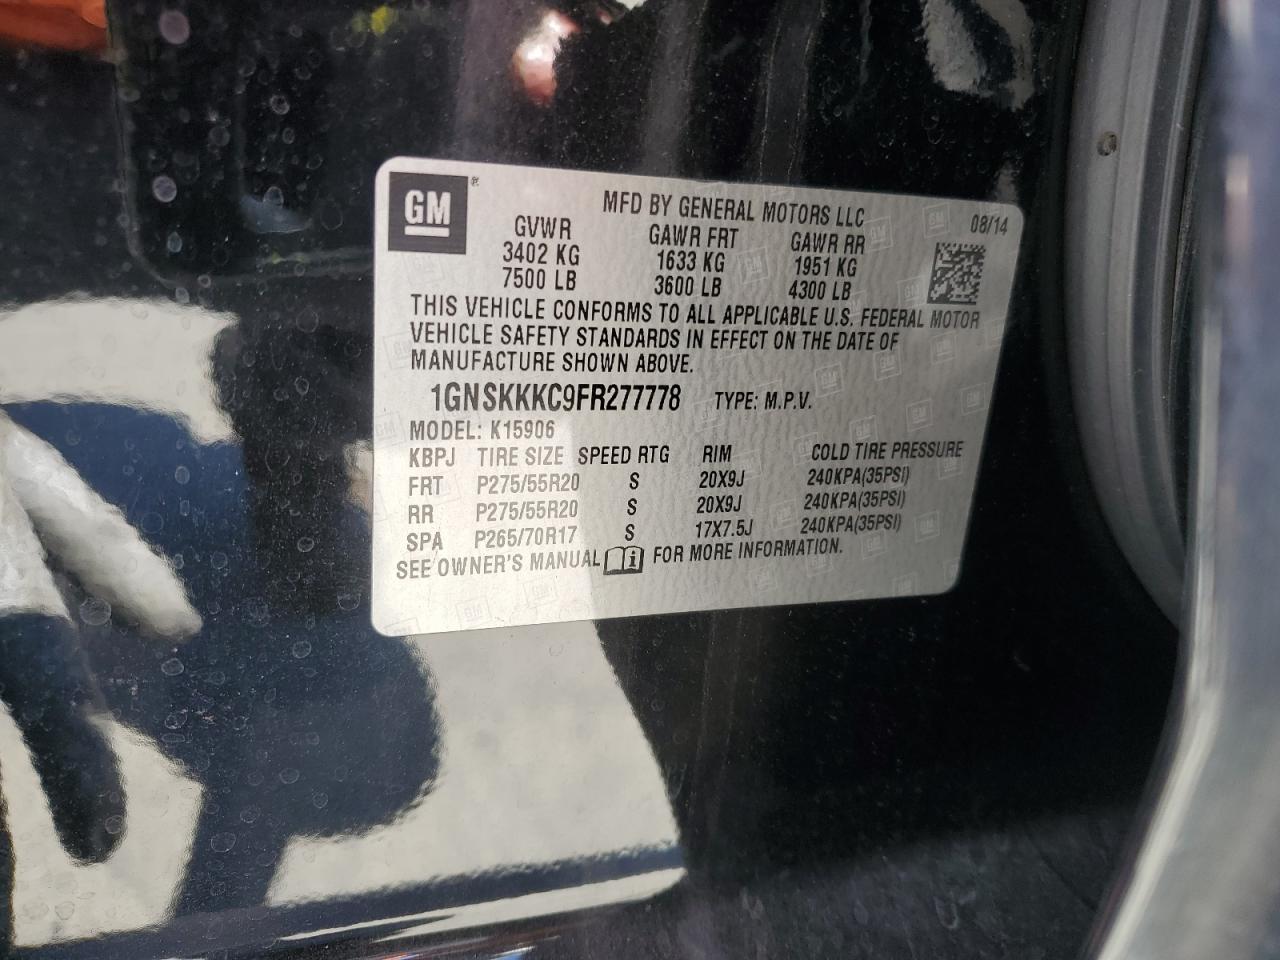 GM®
MFD BY GENERAL MOTORS LLC 08/14
GVWR GAWR FRT GAWR RR
3402 KG 1633 KG 1951 KG
7500 LB 3600 LB 4300 LB
THIS VEHICLE CONFORMS TO ALL APPLICABLE U.S. FEDERAL MOTOR
VEHICLE SAFETY STANDARDS IN EFFECT ON THE DATE OF
MANUFACTURE SHOWN ABOVE.
1GNSKKKC9FR277778 TYPE: M.P.V.
MODEL: K15906
KBPJ TIRE SIZE SPEED RTG RIM COLD TIRE PRESSURE
FRT P275/55R20 S 20X9J 240KPA(35PSI)
RR P275/55R20 S 20X9J 240KPA(35PSI)
SPA P265/70R17 S 17X7.5J 240KPA(35PSI)
SEE OWNER'S MANUAL i FOR MORE INFORMATION.